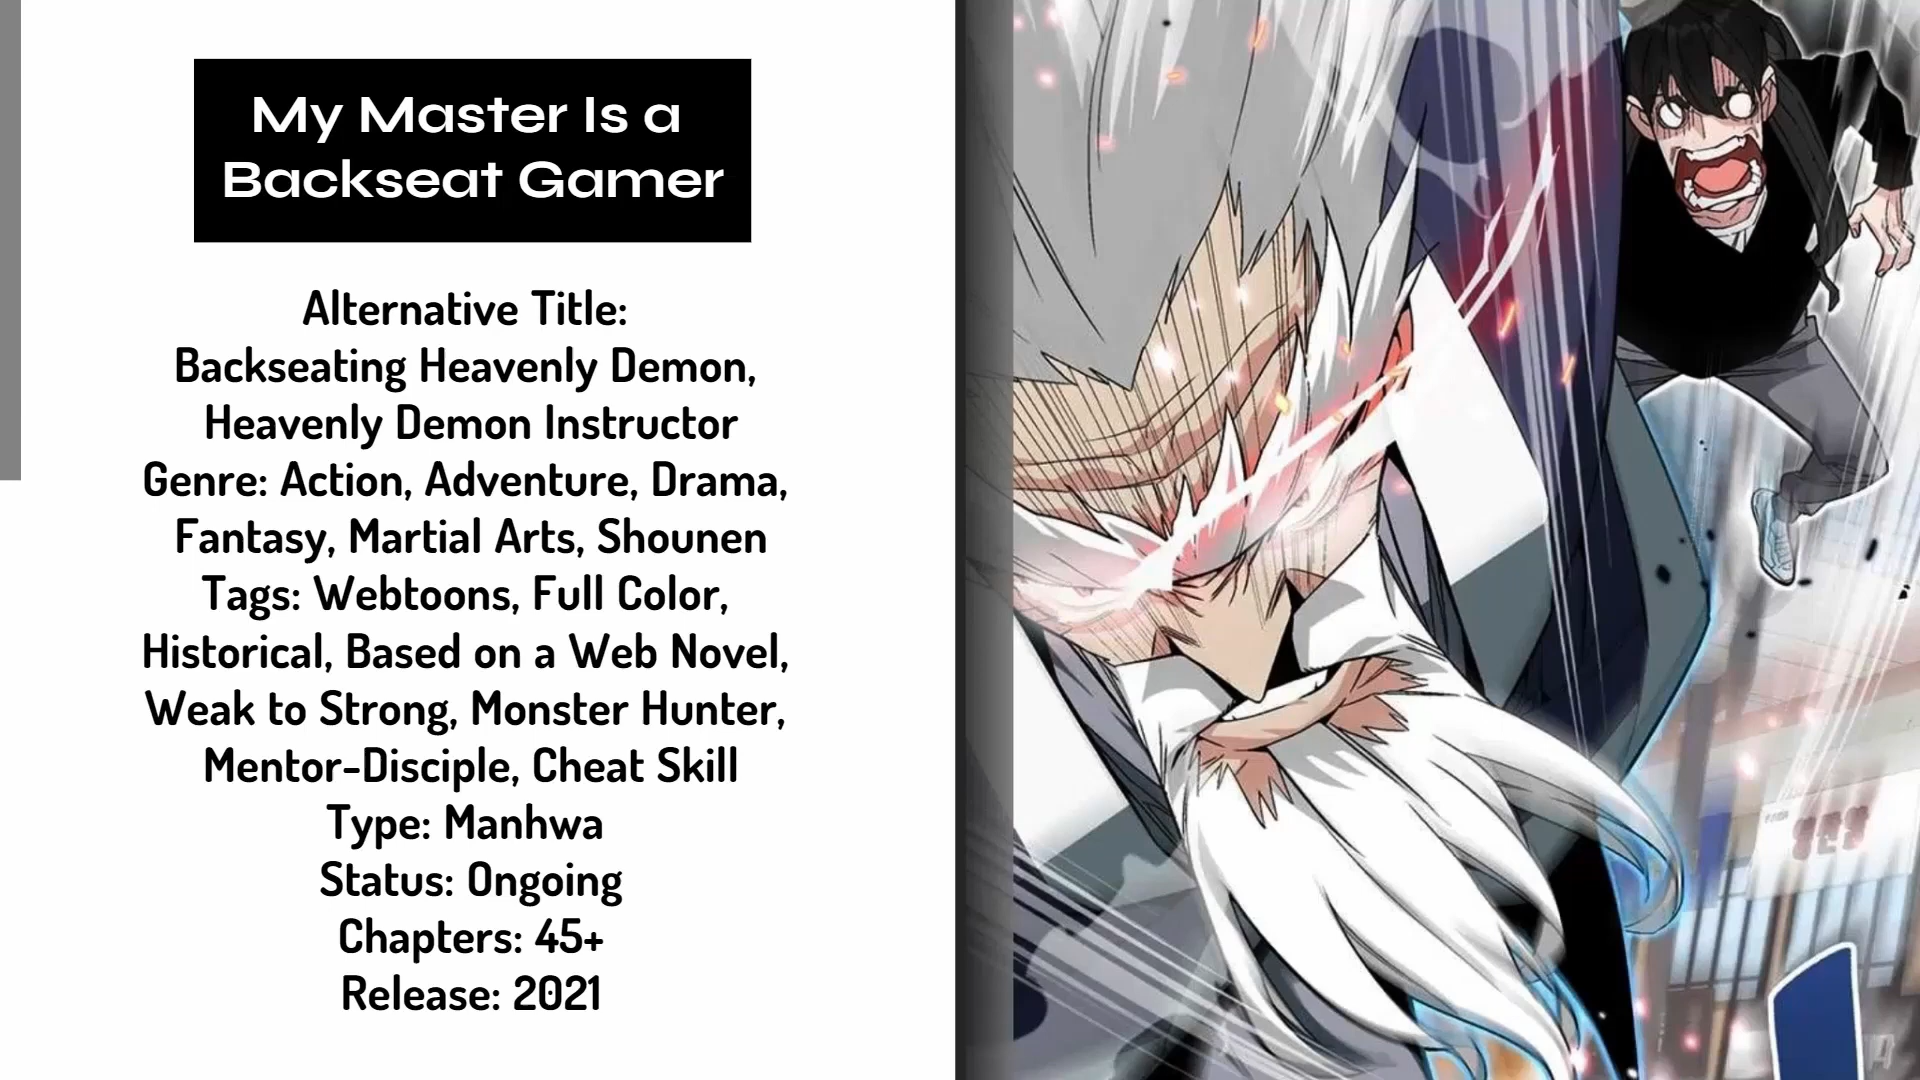 My Master Is a
Backseat Gamer
Alternative Title:
Backseating Heavenly Demon,
Heavenly Demon Instructor
Genre: Action, Adventure, Drama,
Fantasy, Martial Arts, Shounen
Tags: Webtoons, Full Color,
Historical, Based on a Web Novel,
Weak to Strong, Monster Hunter,
Mentor-Disciple, Cheat Skill
Type: Manhwa
Status: Ongoing
Chapters: 45+
Release: 2021